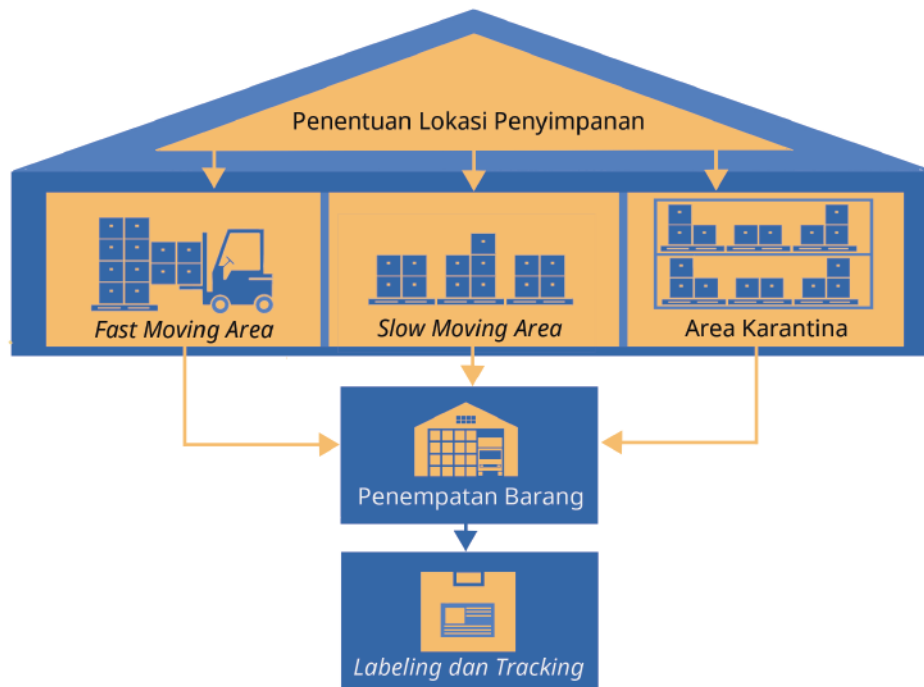 Penentuan Lokasi Penyimpanan
Fast Moving Area
Slow Moving Area
Area Karantina
Penempatan Barang
Labeling dan Tracking